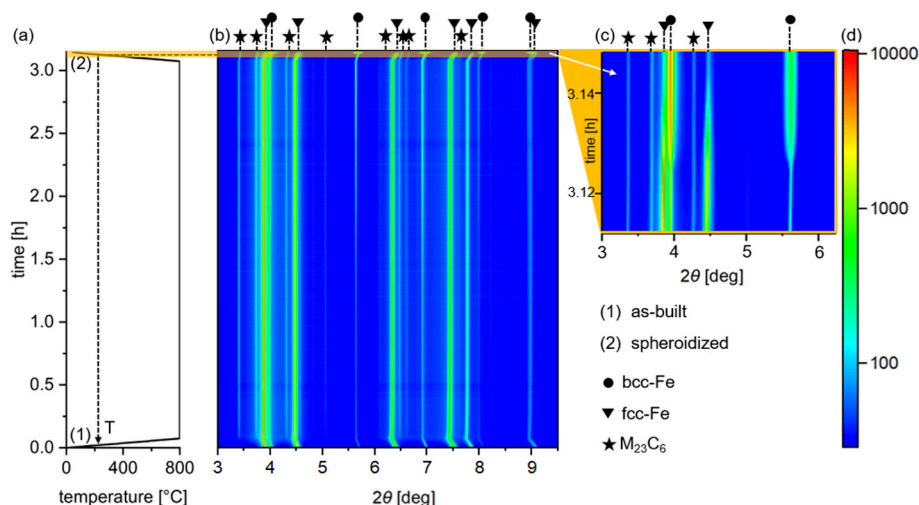 (a)
(b)
(c)
(d)
3.0
2.5
2.0
1.5
1.0
0.5
0.0
time [h]
(2)
(1)
T
0
400
800
temperature [°C]
3
4
5
6
7
8
9
2θ [deg]
3.14
3.12
time [h]
3
4
5
6
2θ [deg]
10000
1000
100
(1) as-built
(2) spheroidized
bcc-Fe
fcc-Fe
M₂₃C₆